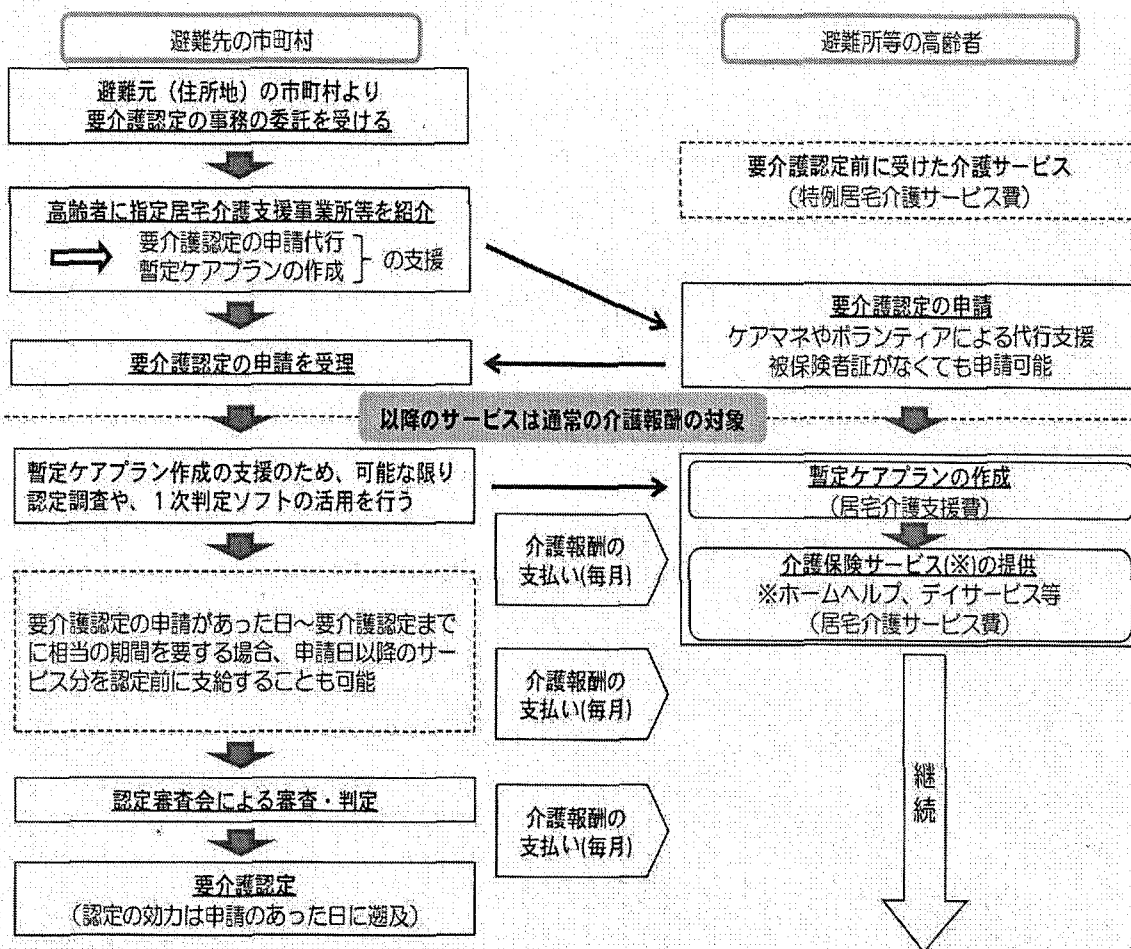 避難先の市町村
避難所等の高齢者
避難元（住所地）の市町村より
要介護認定の事務の委託を受ける
要介護認定前に受けた介護サービス
（特例居宅介護サービス費）
高齢者に指定居宅介護支援事業所等を紹介
要介護認定の申請代行
暫定ケアプランの作成
の支援
要介護認定の申請
ケアマネやボランティアによる代行支援
被保険者証がなくても申請可能
要介護認定の申請を受理
以降のサービスは通常の介護報酬の対象
暫定ケアプラン作成の支援のため、可能な限り
認定調査や、１次判定ソフトの活用を行う
暫定ケアプランの作成
（居宅介護支援費）
介護報酬の
支払い(毎月)
介護保険サービス(※)の提供
※ホームヘルプ、デイサービス等
（居宅介護サービス費）
要介護認定の申請があった日～要介護認定まで
に相当の期間を要する場合、申請日以降のサー
ビス分を認定前に支給することも可能
介護報酬の
支払い(毎月)
継続
認定審査会による審査・判定
介護報酬の
支払い(毎月)
要介護認定
（認定の効力は申請のあった日に遡及）